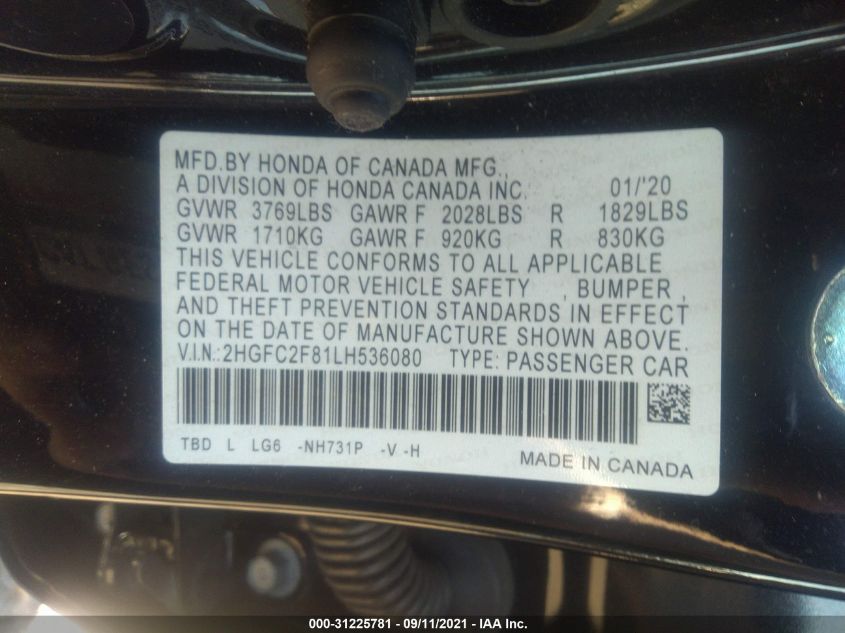 MFD.BY HONDA OF CANADA MFG.,
A DIVISION OF HONDA CANADA INC. 01/'20
GVWR 3769LBS GAWR F 2028LBS R 1829LBS
GVWR 1710KG GAWR F 920KG R 830KG
THIS VEHICLE CONFORMS TO ALL APPLICABLE
FEDERAL MOTOR VEHICLE SAFETY , BUMPER ,
AND THEFT PREVENTION STANDARDS IN EFFECT
ON THE DATE OF MANUFACTURE SHOWN ABOVE.
V.I.N.:2HGFC2F81LH536080 TYPE: PASSENGER CAR
TBD L LG6 -NH731P -V -H
MADE IN CANADA
000-31225781 - 09/11/2021 - IAA Inc.